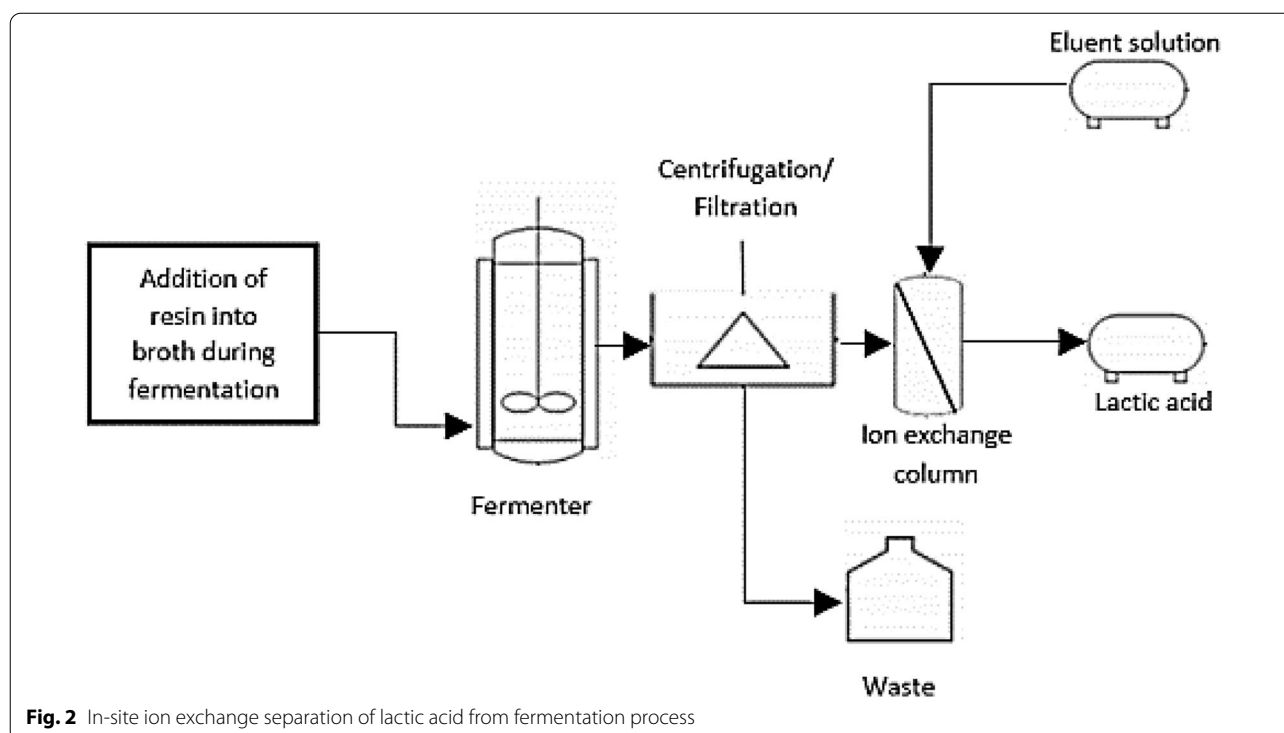 Eluent solution
Centrifugation/
Filtration
Addition of
resin into
broth during
fermentation
Lactic acid
Ion exchange
column
Fermenter
Waste
Fig. 2 In-site ion exchange separation of lactic acid from fermentation process